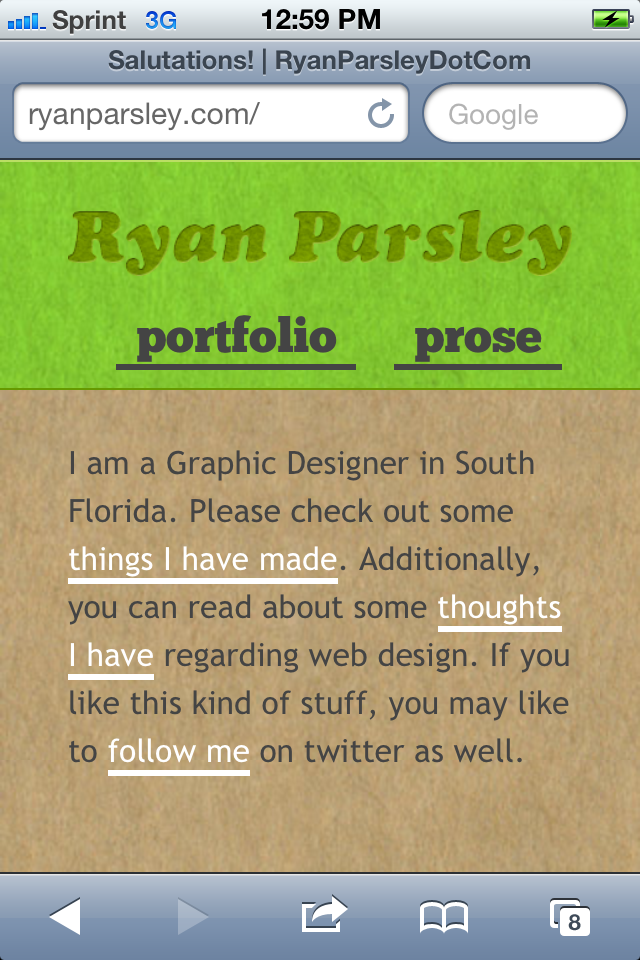 Sprint 3G 12:59 PM
Salutations! | RyanParsleyDotCom
ryanparsley.com/ Google
Ryan Parsley
portfolio prose
I am a Graphic Designer in South
Florida. Please check out some
things I have made. Additionally,
you can read about some thoughts
I have regarding web design. If you
like this kind of stuff, you may like
to follow me on twitter as well.
8